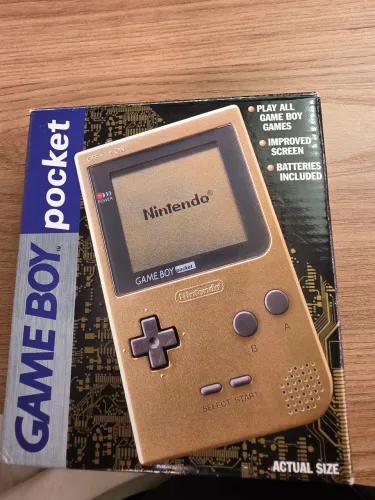 GAME BOY™ pocket
• PLAY ALL
GAME BOY
GAMES
• IMPROVED
SCREEN
• BATTERIES
INCLUDED
POWER
Nintendo®
GAME BOY pocket
Nintendo
B
A
SELECT START
ACTUAL SIZE